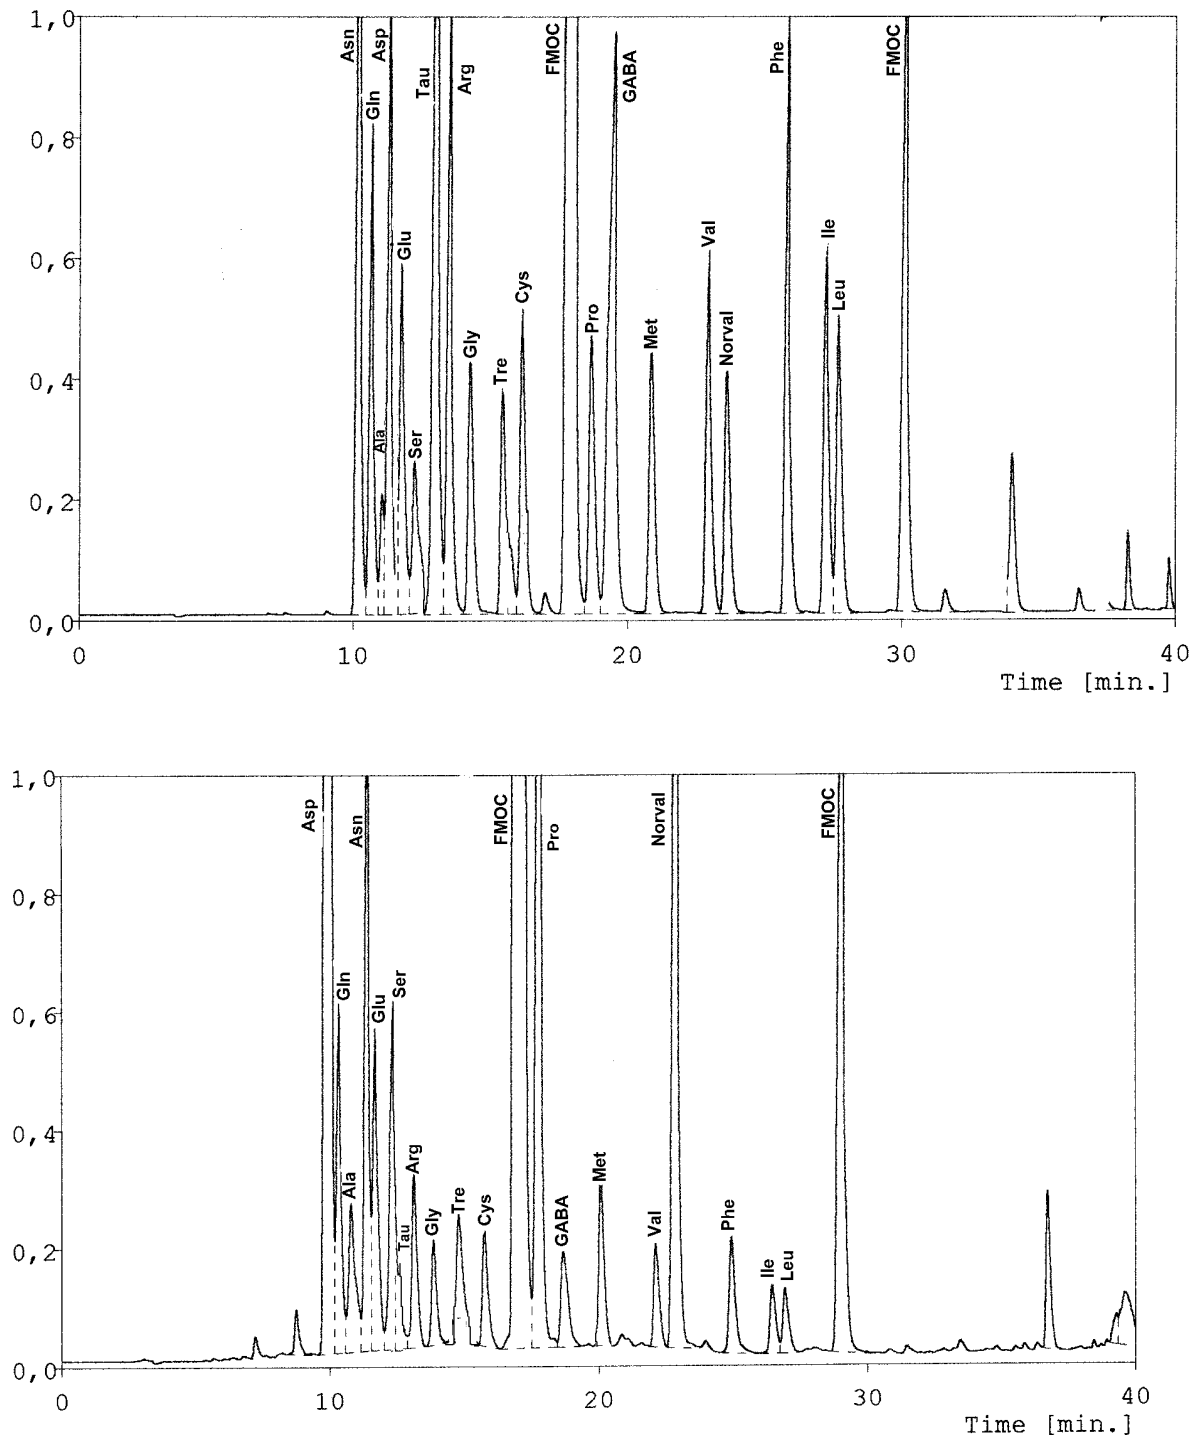 1,0
0,8
0,6
0,4
0,2
0,0
Asn
Gln
Ala
Asp
Glu
Ser
Tau
Arg
Gly
Tre
Cys
FMOC
Pro
GABA
Met
Val
Norval
Phe
Ile
Leu
FMOC
0 10 20 30 40
Time [min.]
1,0
0,8
0,6
0,4
0,2
0,0
Asp
Gln
Ala
Asn
Glu
Ser
Tau
Arg
Gly
Tre
Cys
FMOC
Pro
GABA
Met
Val
Norval
Phe
Ile
Leu
FMOC
0 10 20 30 40
Time [min.]